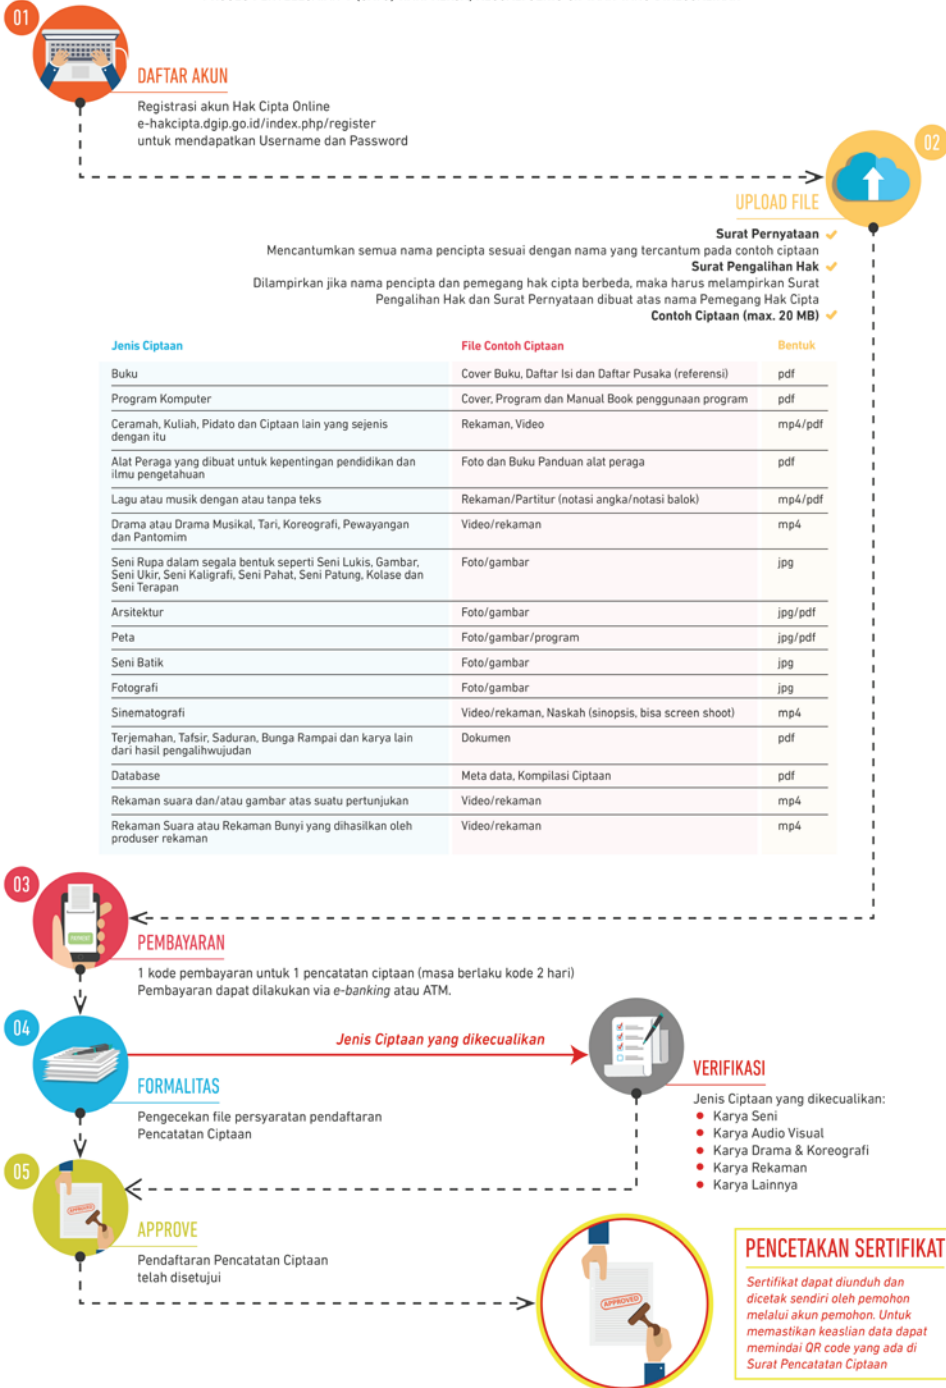 01
DAFTAR AKUN
Registrasi akun Hak Cipta Online
e-hakcipta.dgip.go.id/index.php/register
untuk mendapatkan Username dan Password
02
UPLOAD FILE
Surat Pernyataan
Mencantumkan semua nama pencipta sesuai dengan nama yang tercantum pada contoh ciptaan
Surat Pengalihan Hak
Dilampirkan jika nama pencipta dan pemegang hak cipta berbeda, maka harus melampirkan Surat
Pengalihan Hak dan Surat Pernyataan dibuat atas nama Pemegang Hak Cipta
Contoh Ciptaan (max. 20 MB)
Jenis Ciptaan File Contoh Ciptaan Bentuk
Buku Cover Buku, Daftar Isi dan Daftar Pusaka (referensi) pdf
Program Komputer Cover, Program dan Manual Book penggunaan program pdf
Ceramah, Kuliah, Pidato dan Ciptaan lain yang sejenis Rekaman, Video mp4/pdf
dengan itu
Alat Peraga yang dibuat untuk kepentingan pendidikan dan Foto dan Buku Panduan alat peraga pdf
ilmu pengetahuan
Lagu atau musik dengan atau tanpa teks Rekaman/Partitur (notasi angka/notasi balok) mp4/pdf
Drama atau Drama Musikal, Tari, Koreografi, Pewayangan Video/rekaman mp4
dan Pantomim
Seni Rupa dalam segala bentuk seperti Seni Lukis, Gambar, Foto/gambar jpg
Seni Ukir, Seni Kaligrafi, Seni Pahat, Seni Patung, Kolase dan
Seni Terapan
Arsitektur Foto/gambar jpg/pdf
Peta Foto/gambar/program jpg/pdf
Seni Batik Foto/gambar jpg
Fotografi Foto/gambar jpg
Sinematografi Video/rekaman, Naskah (sinopsis, bisa screen shoot) mp4
Terjemahan, Tafsir, Saduran, Bunga Rampai dan karya lain Dokumen pdf
dari hasil pengalihwujudan
Database Meta data, Kompilasi Ciptaan pdf
Rekaman suara dan/atau gambar atas suatu pertunjukan Video/rekaman mp4
Rekaman Suara atau Rekaman Bunyi yang dihasilkan oleh Video/rekaman mp4
produser rekaman
03
PAYMENT
PEMBAYARAN
1 kode pembayaran untuk 1 pencatatan ciptaan (masa berlaku kode 2 hari)
Pembayaran dapat dilakukan via e-banking atau ATM.
04
Jenis Ciptaan yang dikecualikan
FORMALITAS
Pengecekan file persyaratan pendaftaran
Pencatatan Ciptaan
VERIFIKASI
Jenis Ciptaan yang dikecualikan:
Karya Seni
Karya Audio Visual
Karya Drama & Koreografi
Karya Rekaman
Karya Lainnya
05
APPROVED
APPROVE
Pendaftaran Pencatatan Ciptaan
telah disetujui
APPROVED
PENCETAKAN SERTIFIKAT
Sertifikat dapat diunduh dan
dicetak sendiri oleh pemohon
melalui akun pemohon. Untuk
memastikan keaslian data dapat
memindai QR code yang ada di
Surat Pencatatan Ciptaan